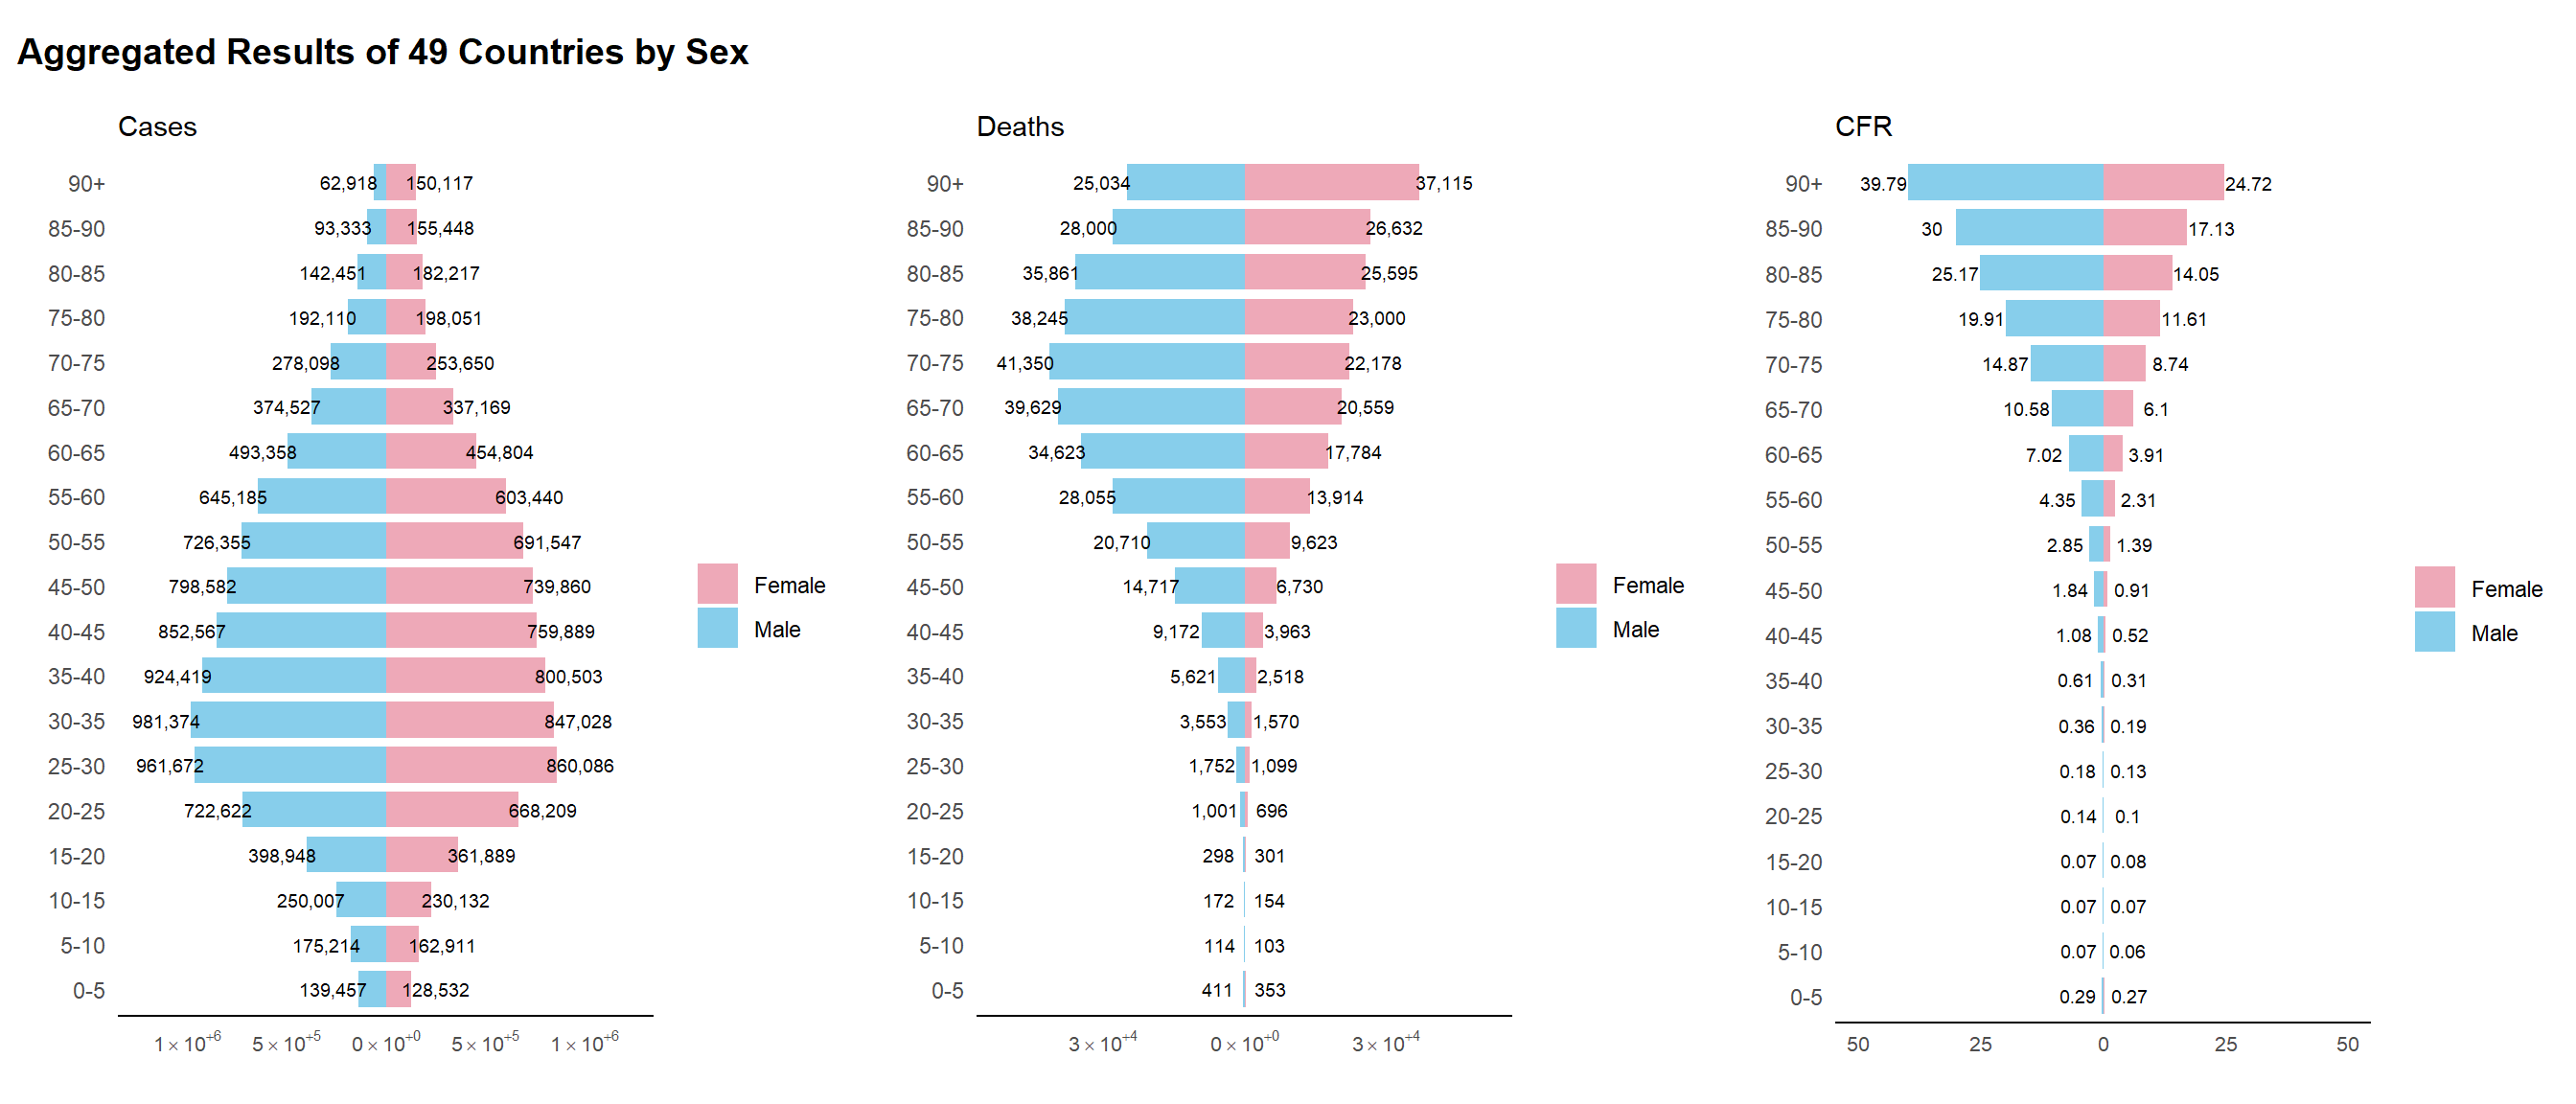 Aggregated Results of 49 Countries by Sex
Cases
90+ 62,918 150,117
85-90 93,333 155,448
80-85 142,451 182,217
75-80 192,110 198,051
70-75 278,098 253,650
65-70 374,527 337,169
60-65 493,358 454,804
55-60 645,185 603,440
50-55 726,355 691,547
45-50 798,582 739,860
40-45 852,567 759,889
35-40 924,419 800,503
30-35 981,374 847,028
25-30 961,672 860,086
20-25 722,622 668,209
15-20 398,948 361,889
10-15 250,007 230,132
5-10 175,214 162,911
0-5 139,457 128,532
1×10⁺⁶ 5×10⁺⁵ 0×10⁺⁰ 5×10⁺⁵ 1×10⁺⁶
Female
Male
Deaths
90+ 25,034 37,115
85-90 28,000 26,632
80-85 35,861 25,595
75-80 38,245 23,000
70-75 41,350 22,178
65-70 39,629 20,559
60-65 34,623 17,784
55-60 28,055 13,914
50-55 20,710 9,623
45-50 14,717 6,730
40-45 9,172 3,963
35-40 5,621 2,518
30-35 3,553 1,570
25-30 1,752 1,099
20-25 1,001 696
15-20 298 301
10-15 172 154
5-10 114 103
0-5 411 353
3×10⁺⁴ 0×10⁺⁰ 3×10⁺⁴
Female
Male
CFR
90+ 39.79 24.72
85-90 30 17.13
80-85 25.17 14.05
75-80 19.91 11.61
70-75 14.87 8.74
65-70 10.58 6.1
60-65 7.02 3.91
55-60 4.35 2.31
50-55 2.85 1.39
45-50 1.84 0.91
40-45 1.08 0.52
35-40 0.61 0.31
30-35 0.36 0.19
25-30 0.18 0.13
20-25 0.14 0.1
15-20 0.07 0.08
10-15 0.07 0.07
5-10 0.07 0.06
0-5 0.29 0.27
50 25 0 25 50
Female
Male